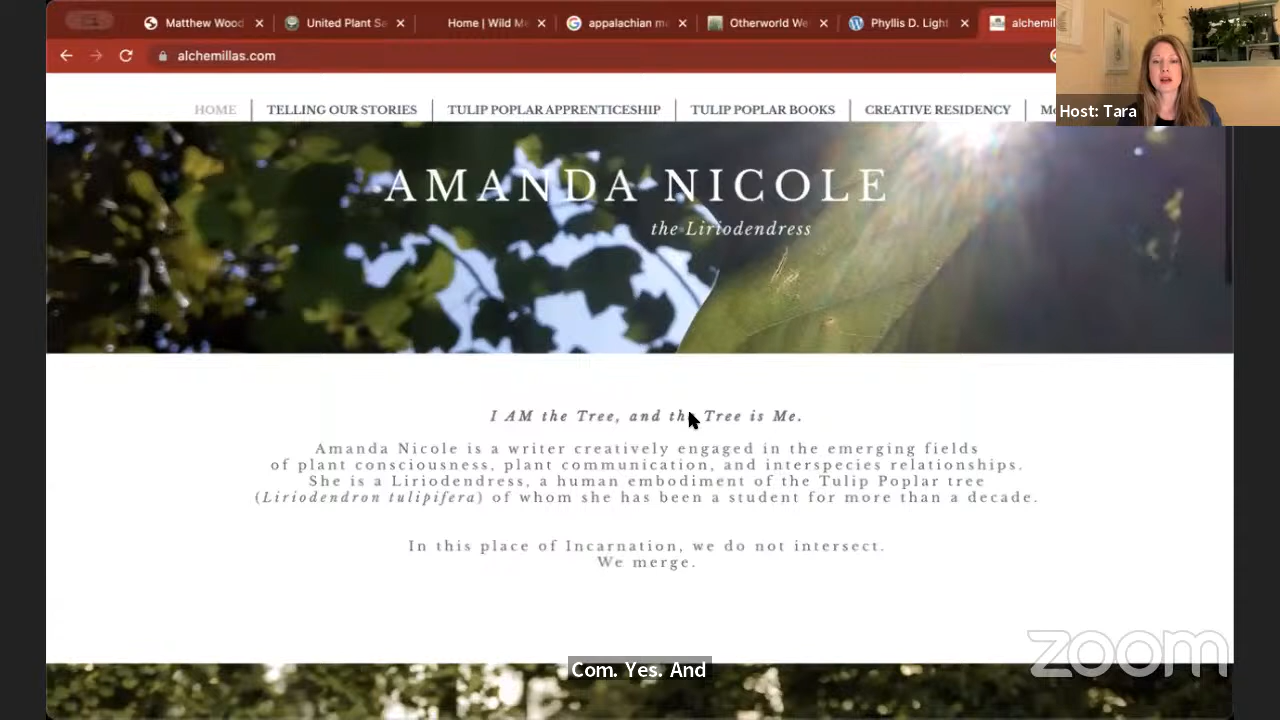 Matthew Wood
United Plant Se
Home | Wild Me
appalachian m
Otherworld We
Phyllis D. Light
alchemil
alchemillas.com
Host: Tara
HOME
TELLING OUR STORIES
TULIP POPLAR APPRENTICESHIP
TULIP POPLAR BOOKS
CREATIVE RESIDENCY
AMANDA NICOLE
the Liriodendress
I AM the Tree, and the Tree is Me.
Amanda Nicole is a writer creatively engaged in the emerging fields
of plant consciousness, plant communication, and interspecies relationships.
She is a Liriodendress, a human embodiment of the Tulip Poplar tree
(Liriodendron tulipifera) of whom she has been a student for more than a decade.
In this place of Incarnation, we do not intersect.
We merge.
zoom
Com. Yes. And